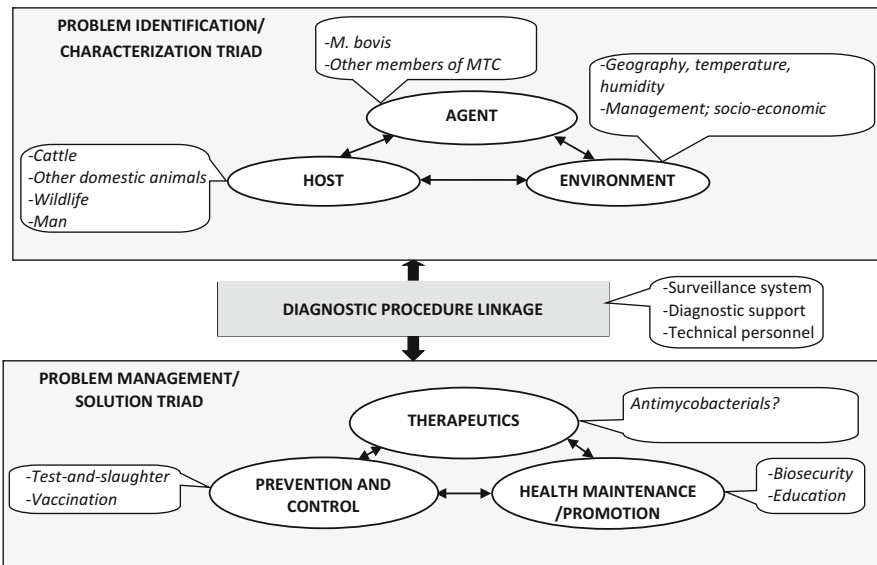 PROBLEM IDENTIFICATION/
CHARACTERIZATION TRIAD
-M. bovis
-Other members of MTC
-Geography, temperature,
humidity
-Management; socio-economic
AGENT
-Cattle
-Other domestic animals
-Wildlife
-Man
HOST
ENVIRONMENT
DIAGNOSTIC PROCEDURE LINKAGE
-Surveillance system
-Diagnostic support
-Technical personnel
PROBLEM MANAGEMENT/
SOLUTION TRIAD
THERAPEUTICS
Antimycobacterials?
-Test-and-slaughter
-Vaccination
PREVENTION AND
CONTROL
HEALTH MAINTENANCE
/PROMOTION
-Biosecurity
-Education